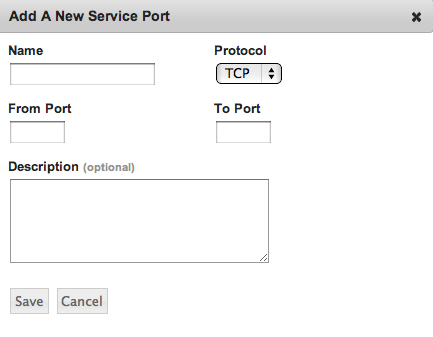 Add A New Service Port
Name Protocol
TCP
From Port To Port
Description (optional)
Save Cancel